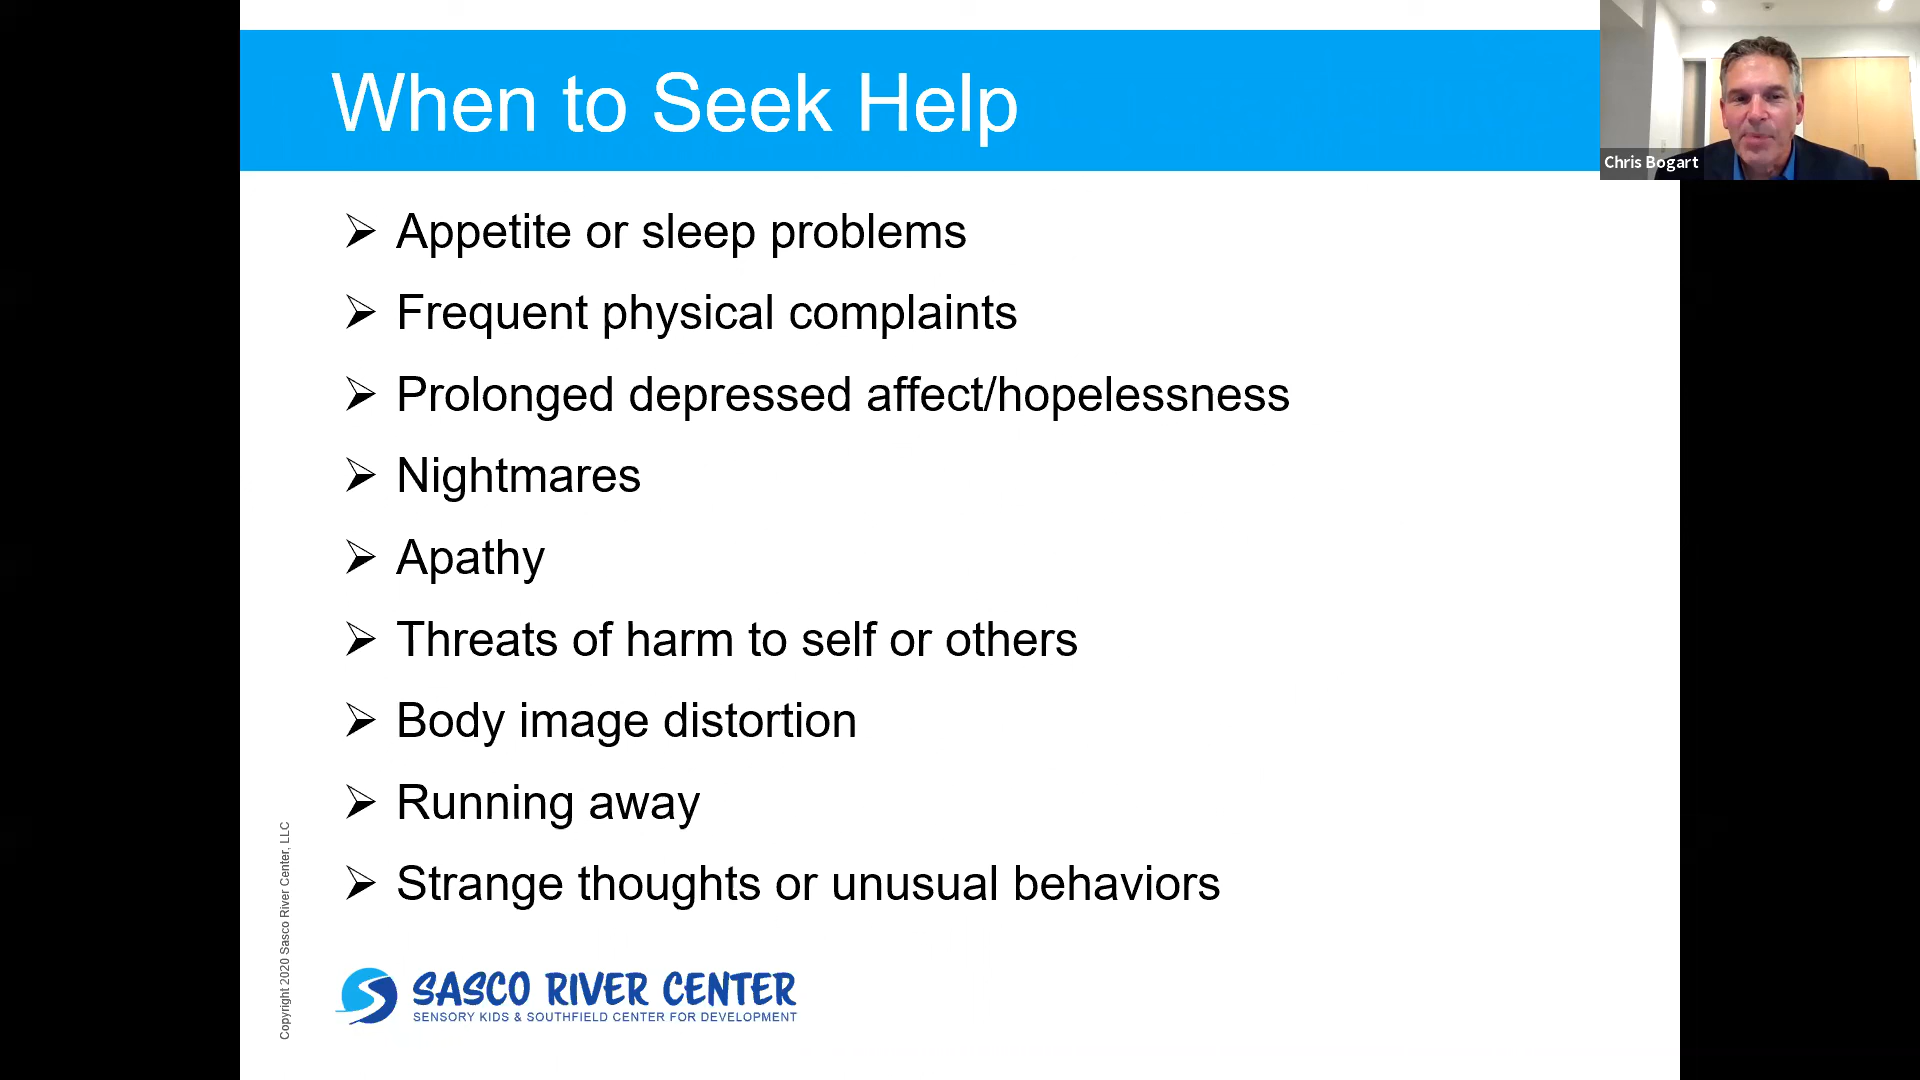 When to Seek Help
Chris Bogart
Appetite or sleep problems
Frequent physical complaints
Prolonged depressed affect/hopelessness
Nightmares
Apathy
Threats of harm to self or others
Body image distortion
Running away
Strange thoughts or unusual behaviors
Copyright 2020 Sasco River Center, LLC
SASCO RIVER CENTER
SENSORY KIDS & SOUTHFIELD CENTER FOR DEVELOPMENT